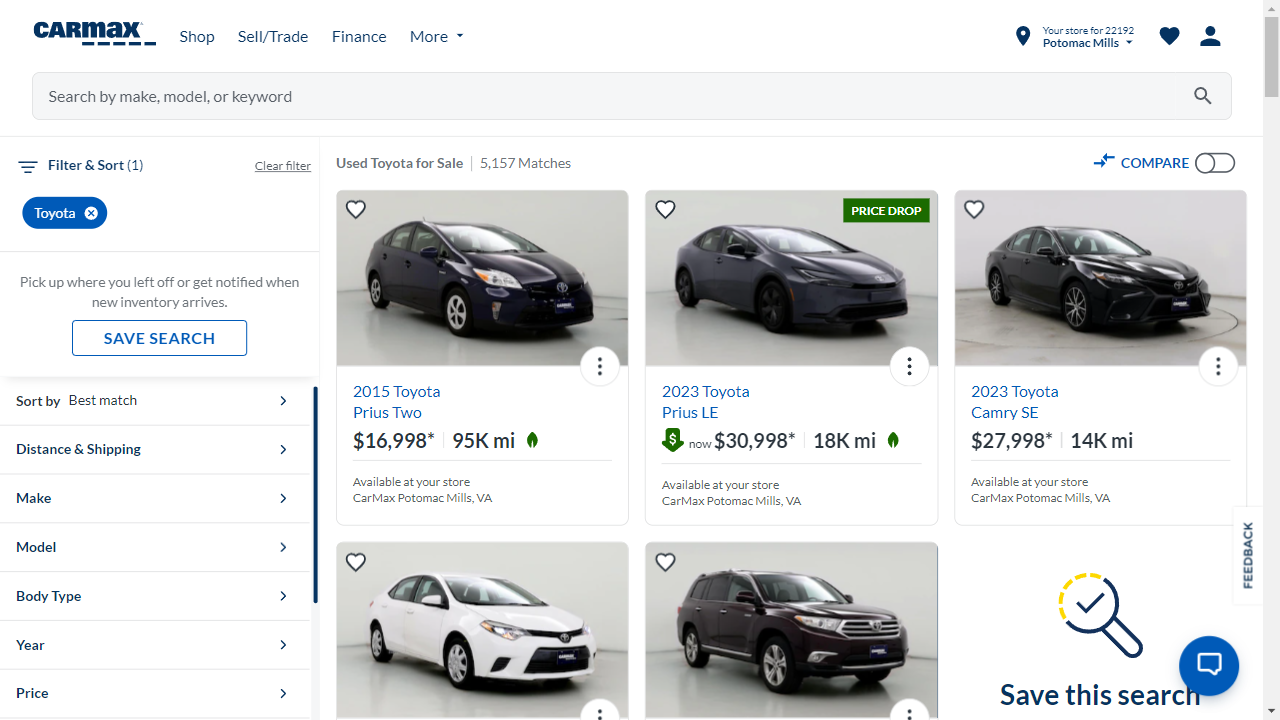 CARMAX
Shop
Sell/Trade
Finance
More
Your store for 22192
Potomac Mills
Search by make, model, or keyword
Filter & Sort (1)
Clear filter
Toyota
Pick up where you left off or get notified when
new inventory arrives.
SAVE SEARCH
Sort by Best match
Distance & Shipping
Make
Model
Body Type
Year
Price
Used Toyota for Sale
5,157 Matches
COMPARE
2015 Toyota
Prius Two
$16,998* 95K mi
Available at your store
CarMax Potomac Mills, VA
PRICE DROP
2023 Toyota
Prius LE
now $30,998* 18K mi
Available at your store
CarMax Potomac Mills, VA
2023 Toyota
Camry SE
$27,998* 14K mi
Available at your store
CarMax Potomac Mills, VA
Save this search
FEEDBACK